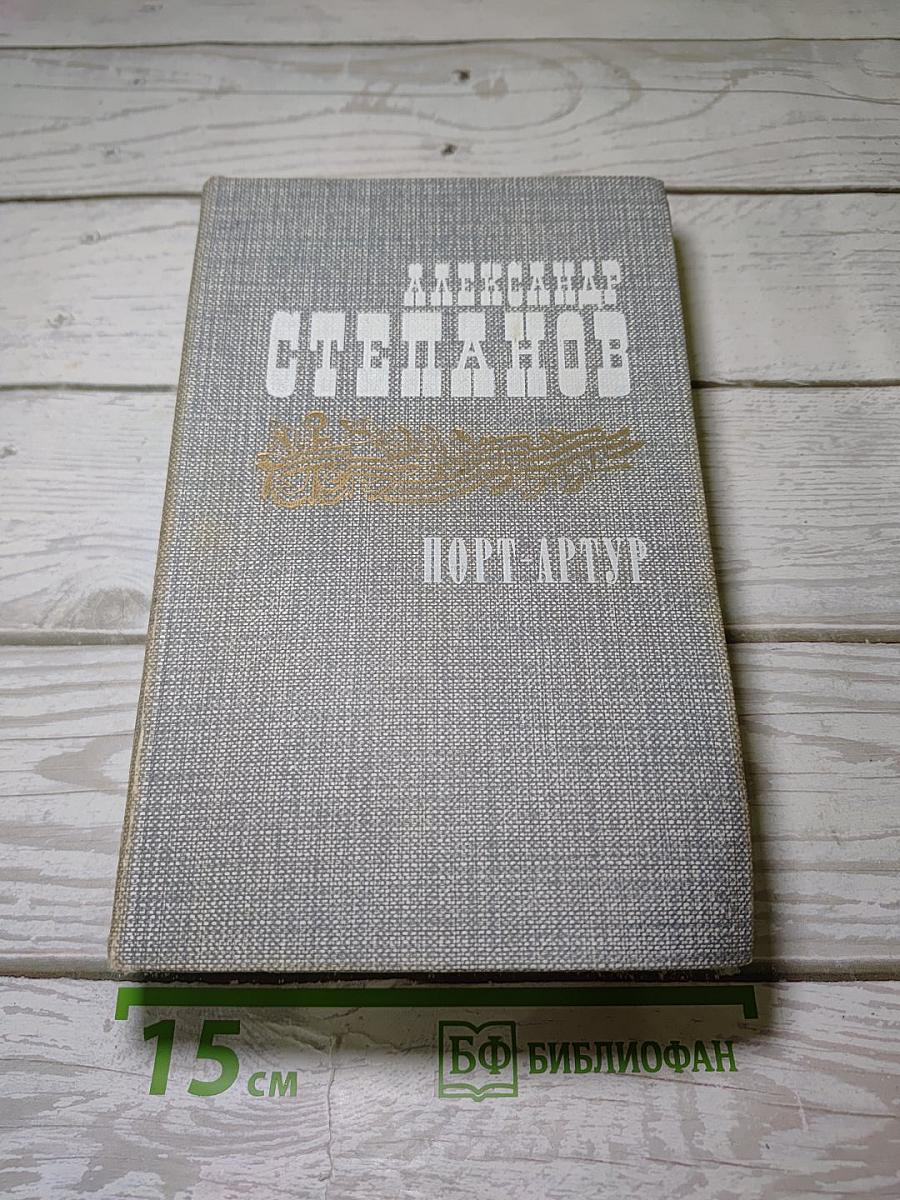 АЛЕКСАНДР
СТЕПАНОВ
ПОРТ-АРТУР
15 СМ
БФ БИБЛИОФАН